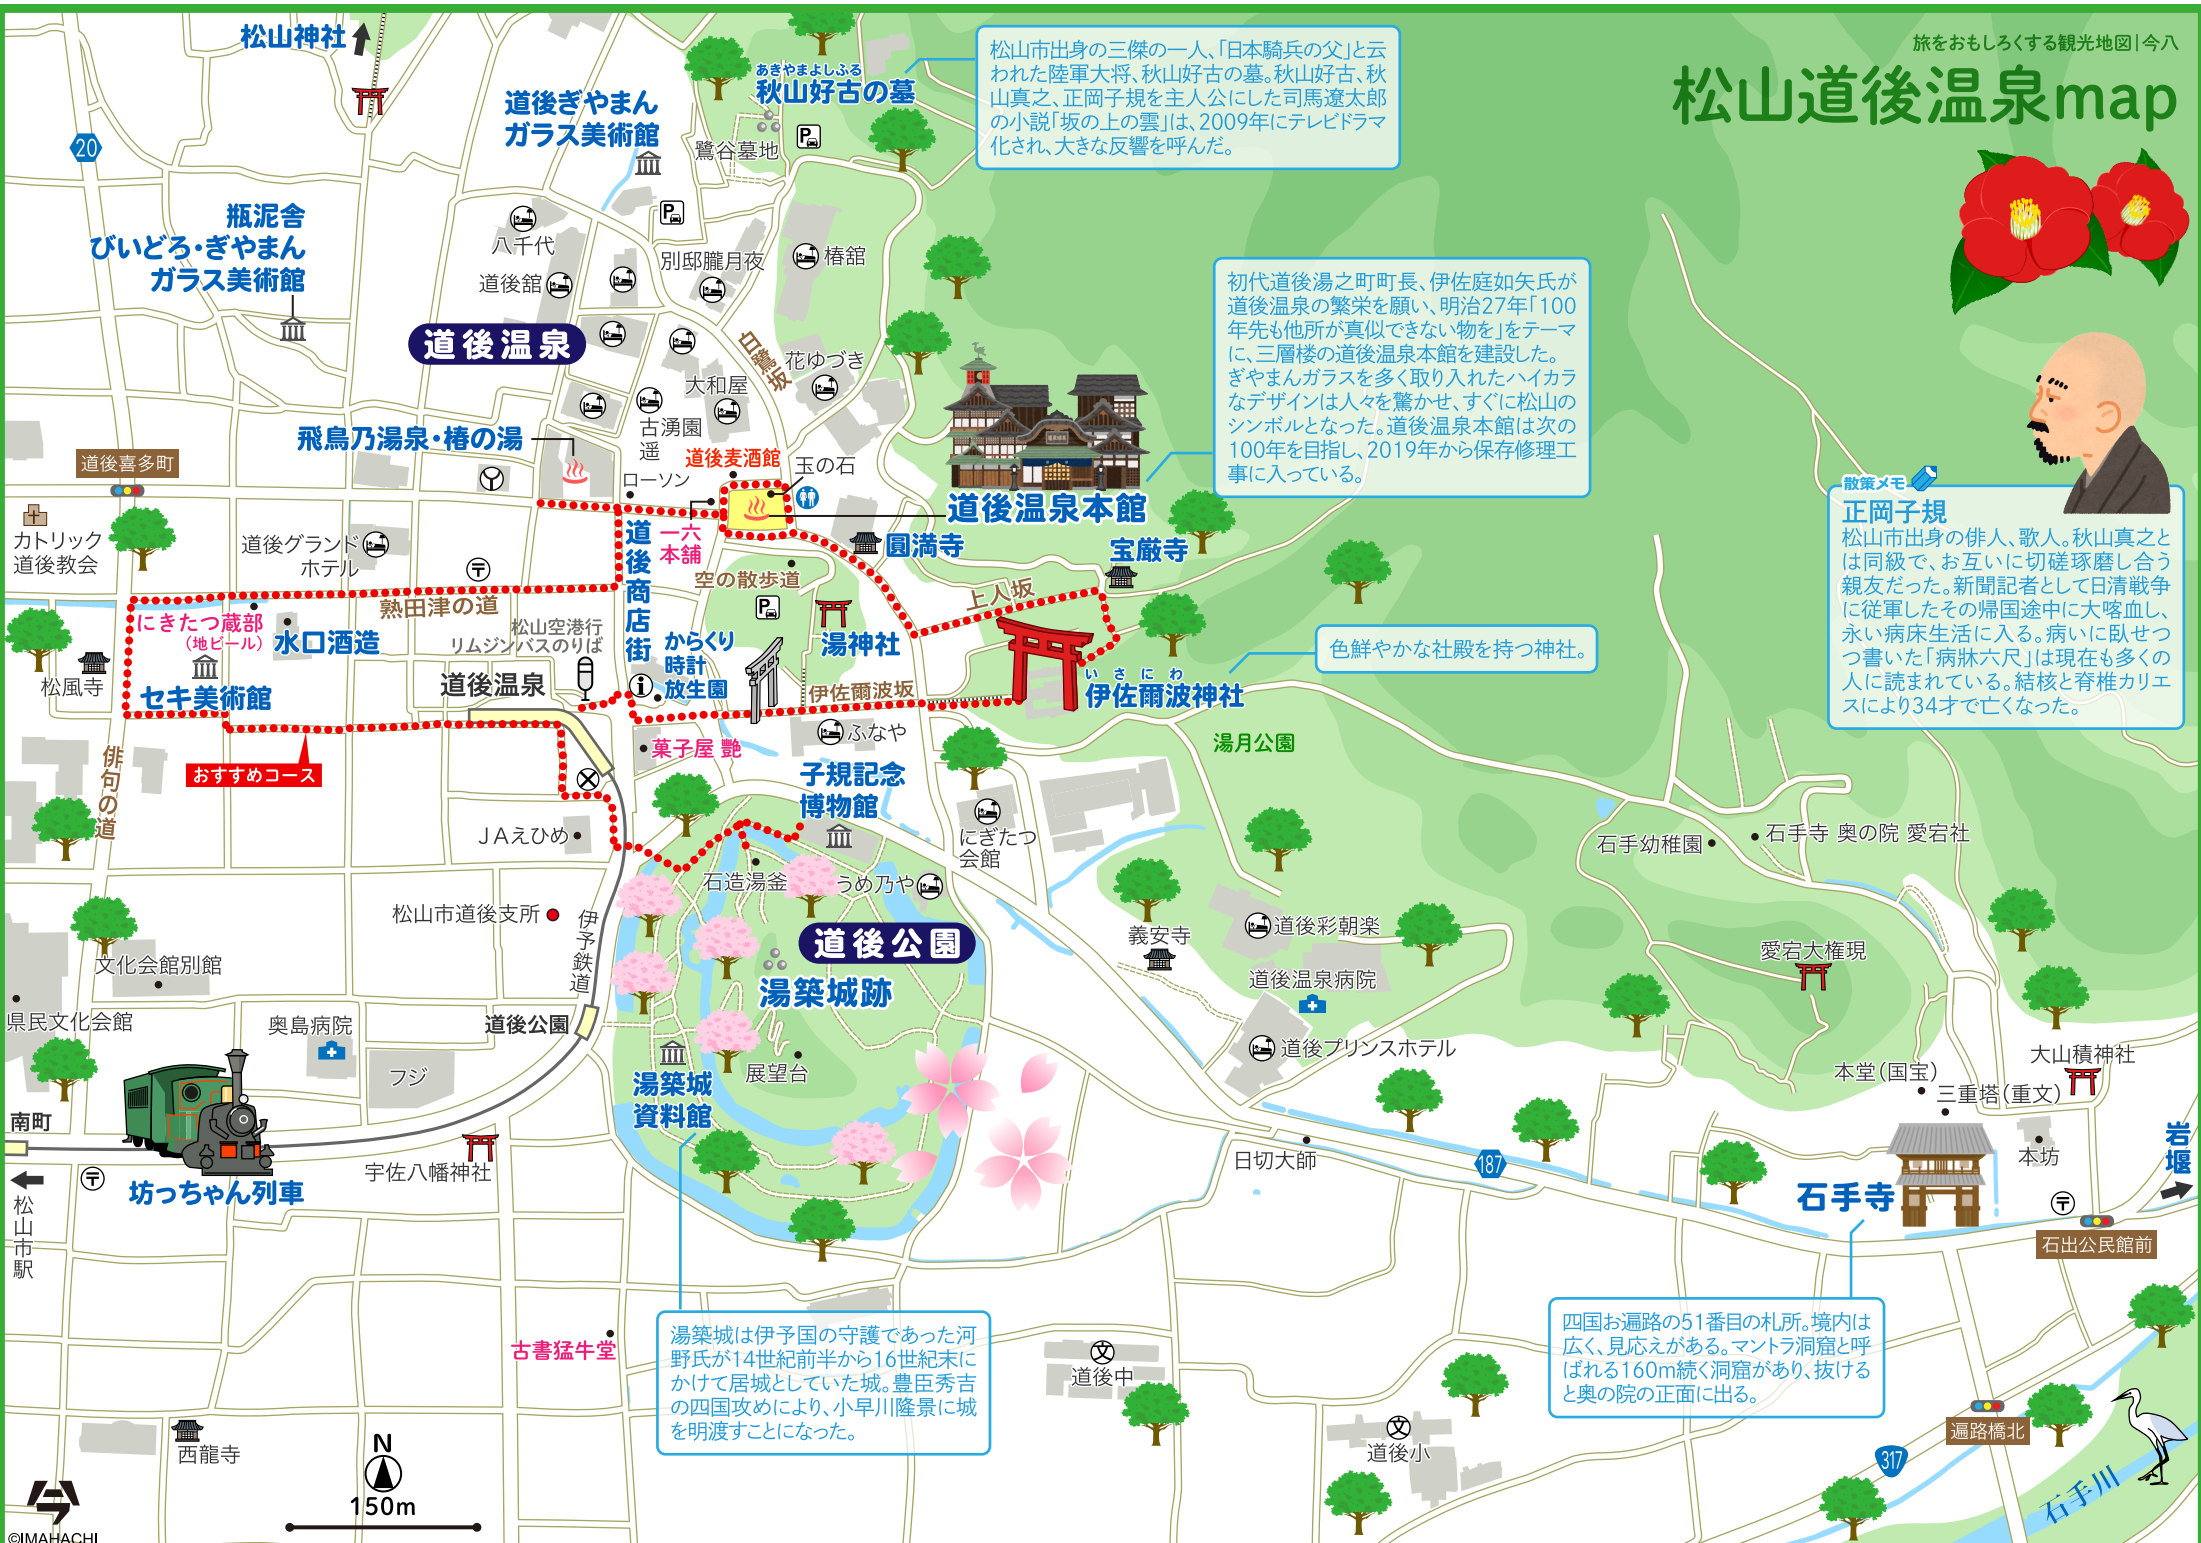 旅をおもしろくする観光地図|今八
松山道後温泉map
松山神社
20
道後ぎやまん
ガラス美術館
あきやまよしふる
秋山好古の墓
鷺谷墓地
松山市出身の三傑の一人、「日本騎兵の父」と云
われた陸軍大将、秋山好古の墓。秋山好古、秋
山真之、正岡子規を主人公にした司馬遼太郎
の小説「坂の上の雲」は、2009年にテレビドラマ
化され、大きな反響を呼んだ。
瓶泥舎
びいどろ・ぎやまん
ガラス美術館
八千代
道後舘
別邸朧月夜
椿舘
道後温泉
白鷺坂
花ゆづき
大和屋
古湧園
遥
初代道後湯之町町長、伊佐庭如矢氏が
道後温泉の繁栄を願い、明治27年「100
年先も他所が真似できない物を」をテーマ
に、三層楼の道後温泉本館を建設した。
ぎやまんガラスを多く取り入れたハイカラ
なデザインは人々を驚かせ、すぐに松山の
シンボルとなった。道後温泉本館は次の
100年を目指し、2019年から保存修理工
事に入っている。
飛鳥乃湯泉・椿の湯
道後喜多町
道後麦酒館
玉の石
ローソン
道後温泉本館
散策メモ
正岡子規
松山市出身の俳人、歌人。秋山真之と
は同級で、お互いに切磋琢磨し合う
親友だった。新聞記者として日清戦争
に従軍したその帰国途中に大喀血し、
永い病床生活に入る。病いに臥せつ
つ書いた「病牀六尺」は現在も多くの
人に読まれている。結核と脊椎カリエ
スにより34才で亡くなった。
カトリック
道後教会
道後グランド
ホテル
道後商店街
一六
本舗
圓満寺
宝厳寺
空の散歩道
上人坂
熟田津の道
にきたつ蔵部
(地ビール)
水口酒造
松山空港行
リムジンバスのりば
からくり
時計
放生園
湯神社
松風寺
セキ美術館
道後温泉
伊佐爾波坂
いさにわ
伊佐爾波神社
色鮮やかな社殿を持つ神社。
湯月公園
ふなや
菓子屋 艶
おすすめコース
俳句の道
子規記念
博物館
JAえひめ
にぎたつ
会館
石手幼稚園
石手寺 奥の院 愛宕社
石造湯釜
うめ乃や
松山市道後支所
伊予鉄道
道後公園
湯築城跡
義安寺
道後彩朝楽
道後温泉病院
愛宕大権現
文化会館別館
県民文化会館
奥島病院
道後公園
フジ
展望台
道後プリンスホテル
湯築城
資料館
本堂(国宝)
三重塔(重文)
大山積神社
南町
松山市駅
坊っちゃん列車
宇佐八幡神社
日切大師
187
石手寺
本坊
岩堰
石出公民館前
古書猛牛堂
湯築城は伊予国の守護であった河
野氏が14世紀前半から16世紀末に
かけて居城としていた城。豊臣秀吉
の四国攻めにより、小早川隆景に城
を明渡すことになった。
道後中
四国お遍路の51番目の札所。境内は
広く、見応えがある。マントラ洞窟と呼
ばれる160m続く洞窟があり、抜ける
と奥の院の正面に出る。
道後小
遍路橋北
317
石手川
西龍寺
N
150m
©IMAHACHI